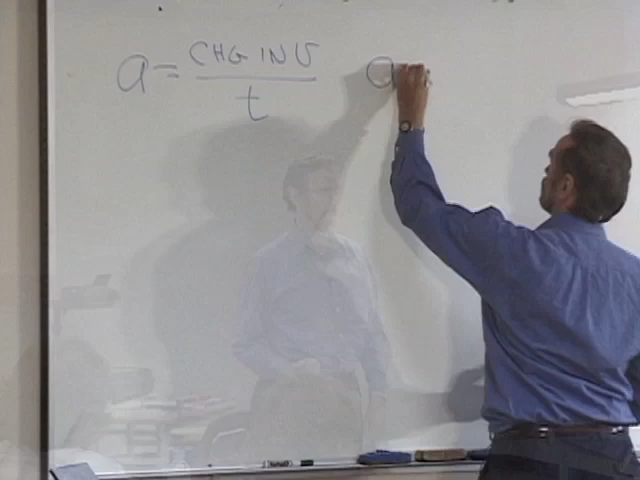 a = CHG IN V a
t